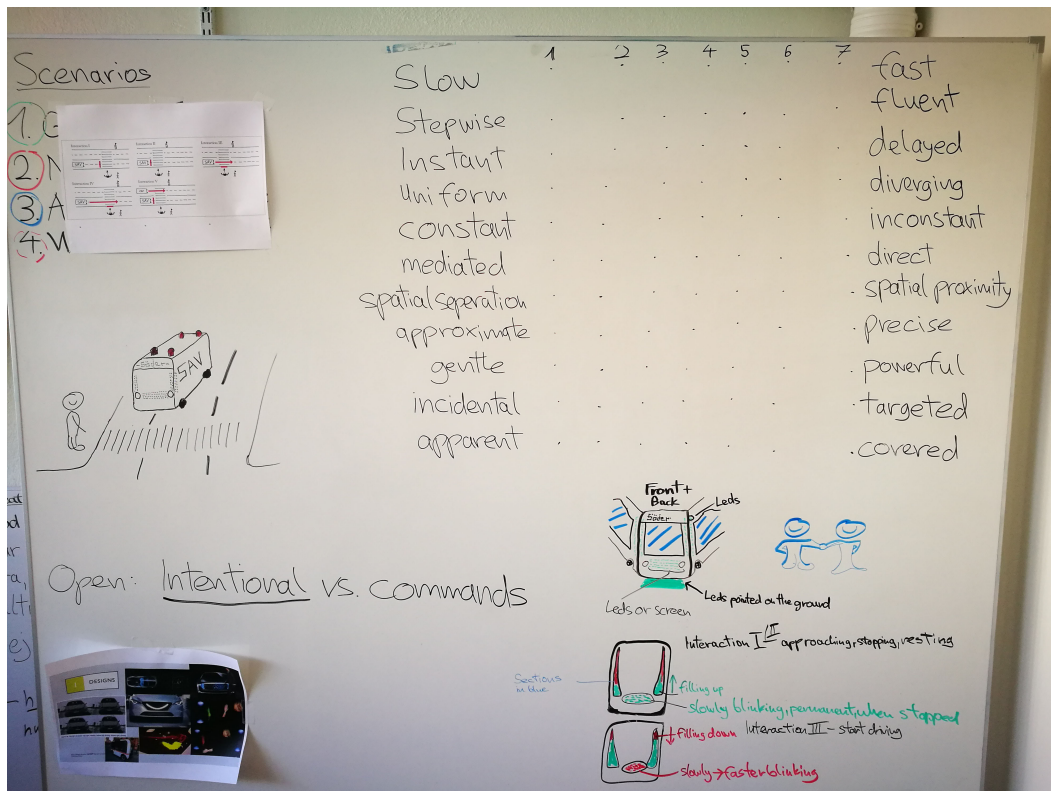 Scenarios
1. G
2. N
3. A
4.
1 2 3 4 5 6 7
Slow fast
Stepwise fluent
Instant delayed
Uniform diverging
constant inconstant
mediated direct
spatial seperation spatial proximity
approximate precise
gentle powerful
incidental targeted
apparent covered
SAV
Front +
Back
Leds
Söder
Leds or screen
Leds pointed on the ground
Open: Intentional vs. commands
DESIGNS
Interaction I/II approaching, stopping, resting
Sections
in blue
filling up
slowly blinking, permanent, when stopped
filling down
Interaction III - start driving
slowly → faster blinking